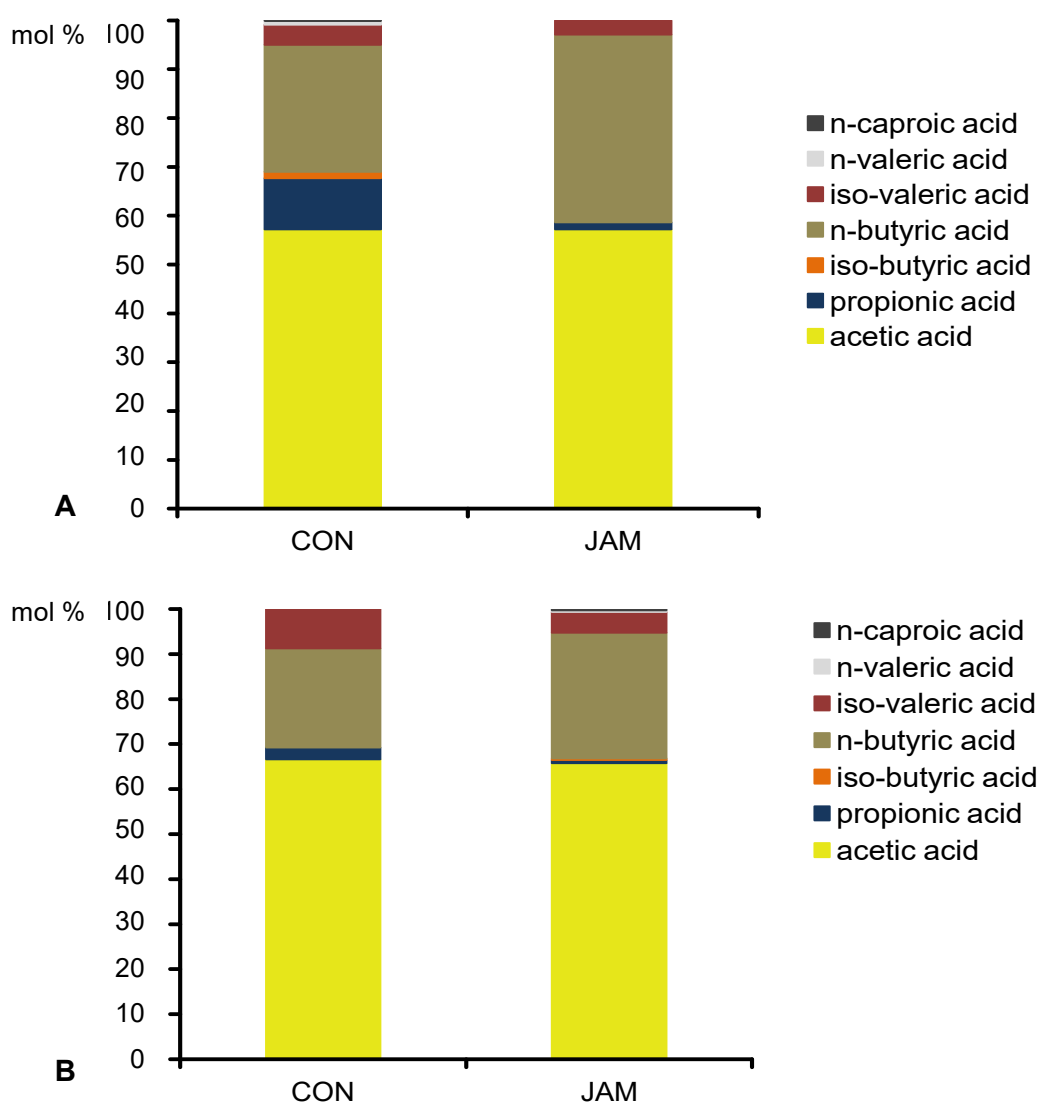 mol %
100
90
80
70
60
50
40
30
20
10
0
A
CON JAM
n-caproic acid
n-valeric acid
iso-valeric acid
n-butyric acid
iso-butyric acid
propionic acid
acetic acid
mol %
100
90
80
70
60
50
40
30
20
10
0
B
CON JAM
n-caproic acid
n-valeric acid
iso-valeric acid
n-butyric acid
iso-butyric acid
propionic acid
acetic acid